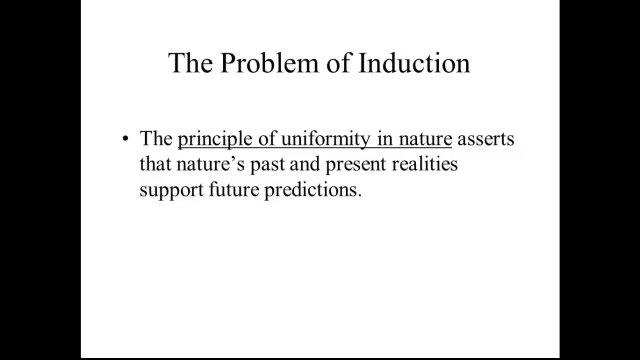 The Problem of Induction
• The principle of uniformity in nature asserts
that nature's past and present realities
support future predictions.